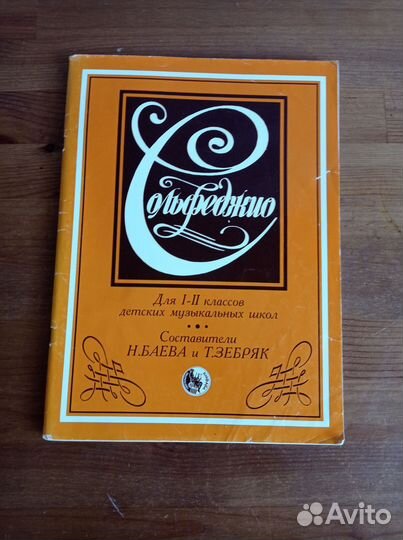 Сольфеджио
Для I-II классов
детских музыкальных школ
Составители
Н.БАЕВА и Т.ЗЕБРЯК
Avito